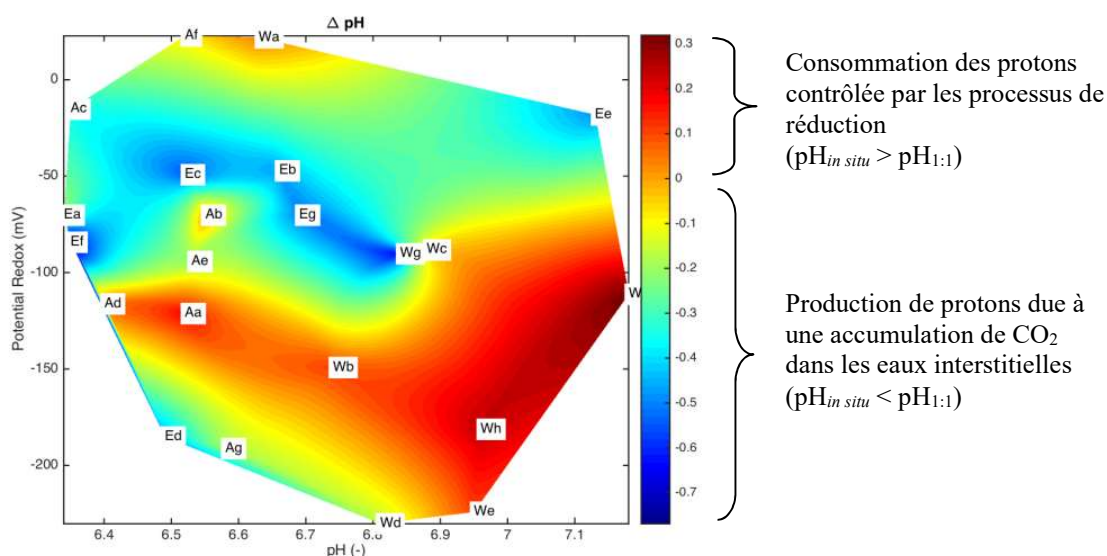 Δ pH
Af
Wa
0.3
0
Ac
Ee
0.2
0.1
-50
Ec
Eb
0
Ea
Ab
Eg
-0.1
Ef
Wg
Wc
-100
Ae
-0.2
Ad
Aa
W
-0.3
Potential Redox (mV)
-150
Wb
-0.4
Wh
-0.5
Ed
Ag
-200
-0.6
Wd
We
-0.7
6.4
6.5
6.6
6.7
6.8
6.9
7
7.1
pH (-)
Consommation des protons
contrôlée par les processus de
réduction
(pHin situ > pH1:1)
Production de protons due à
une accumulation de CO2
dans les eaux interstitielles
(pHin situ < pH1:1)